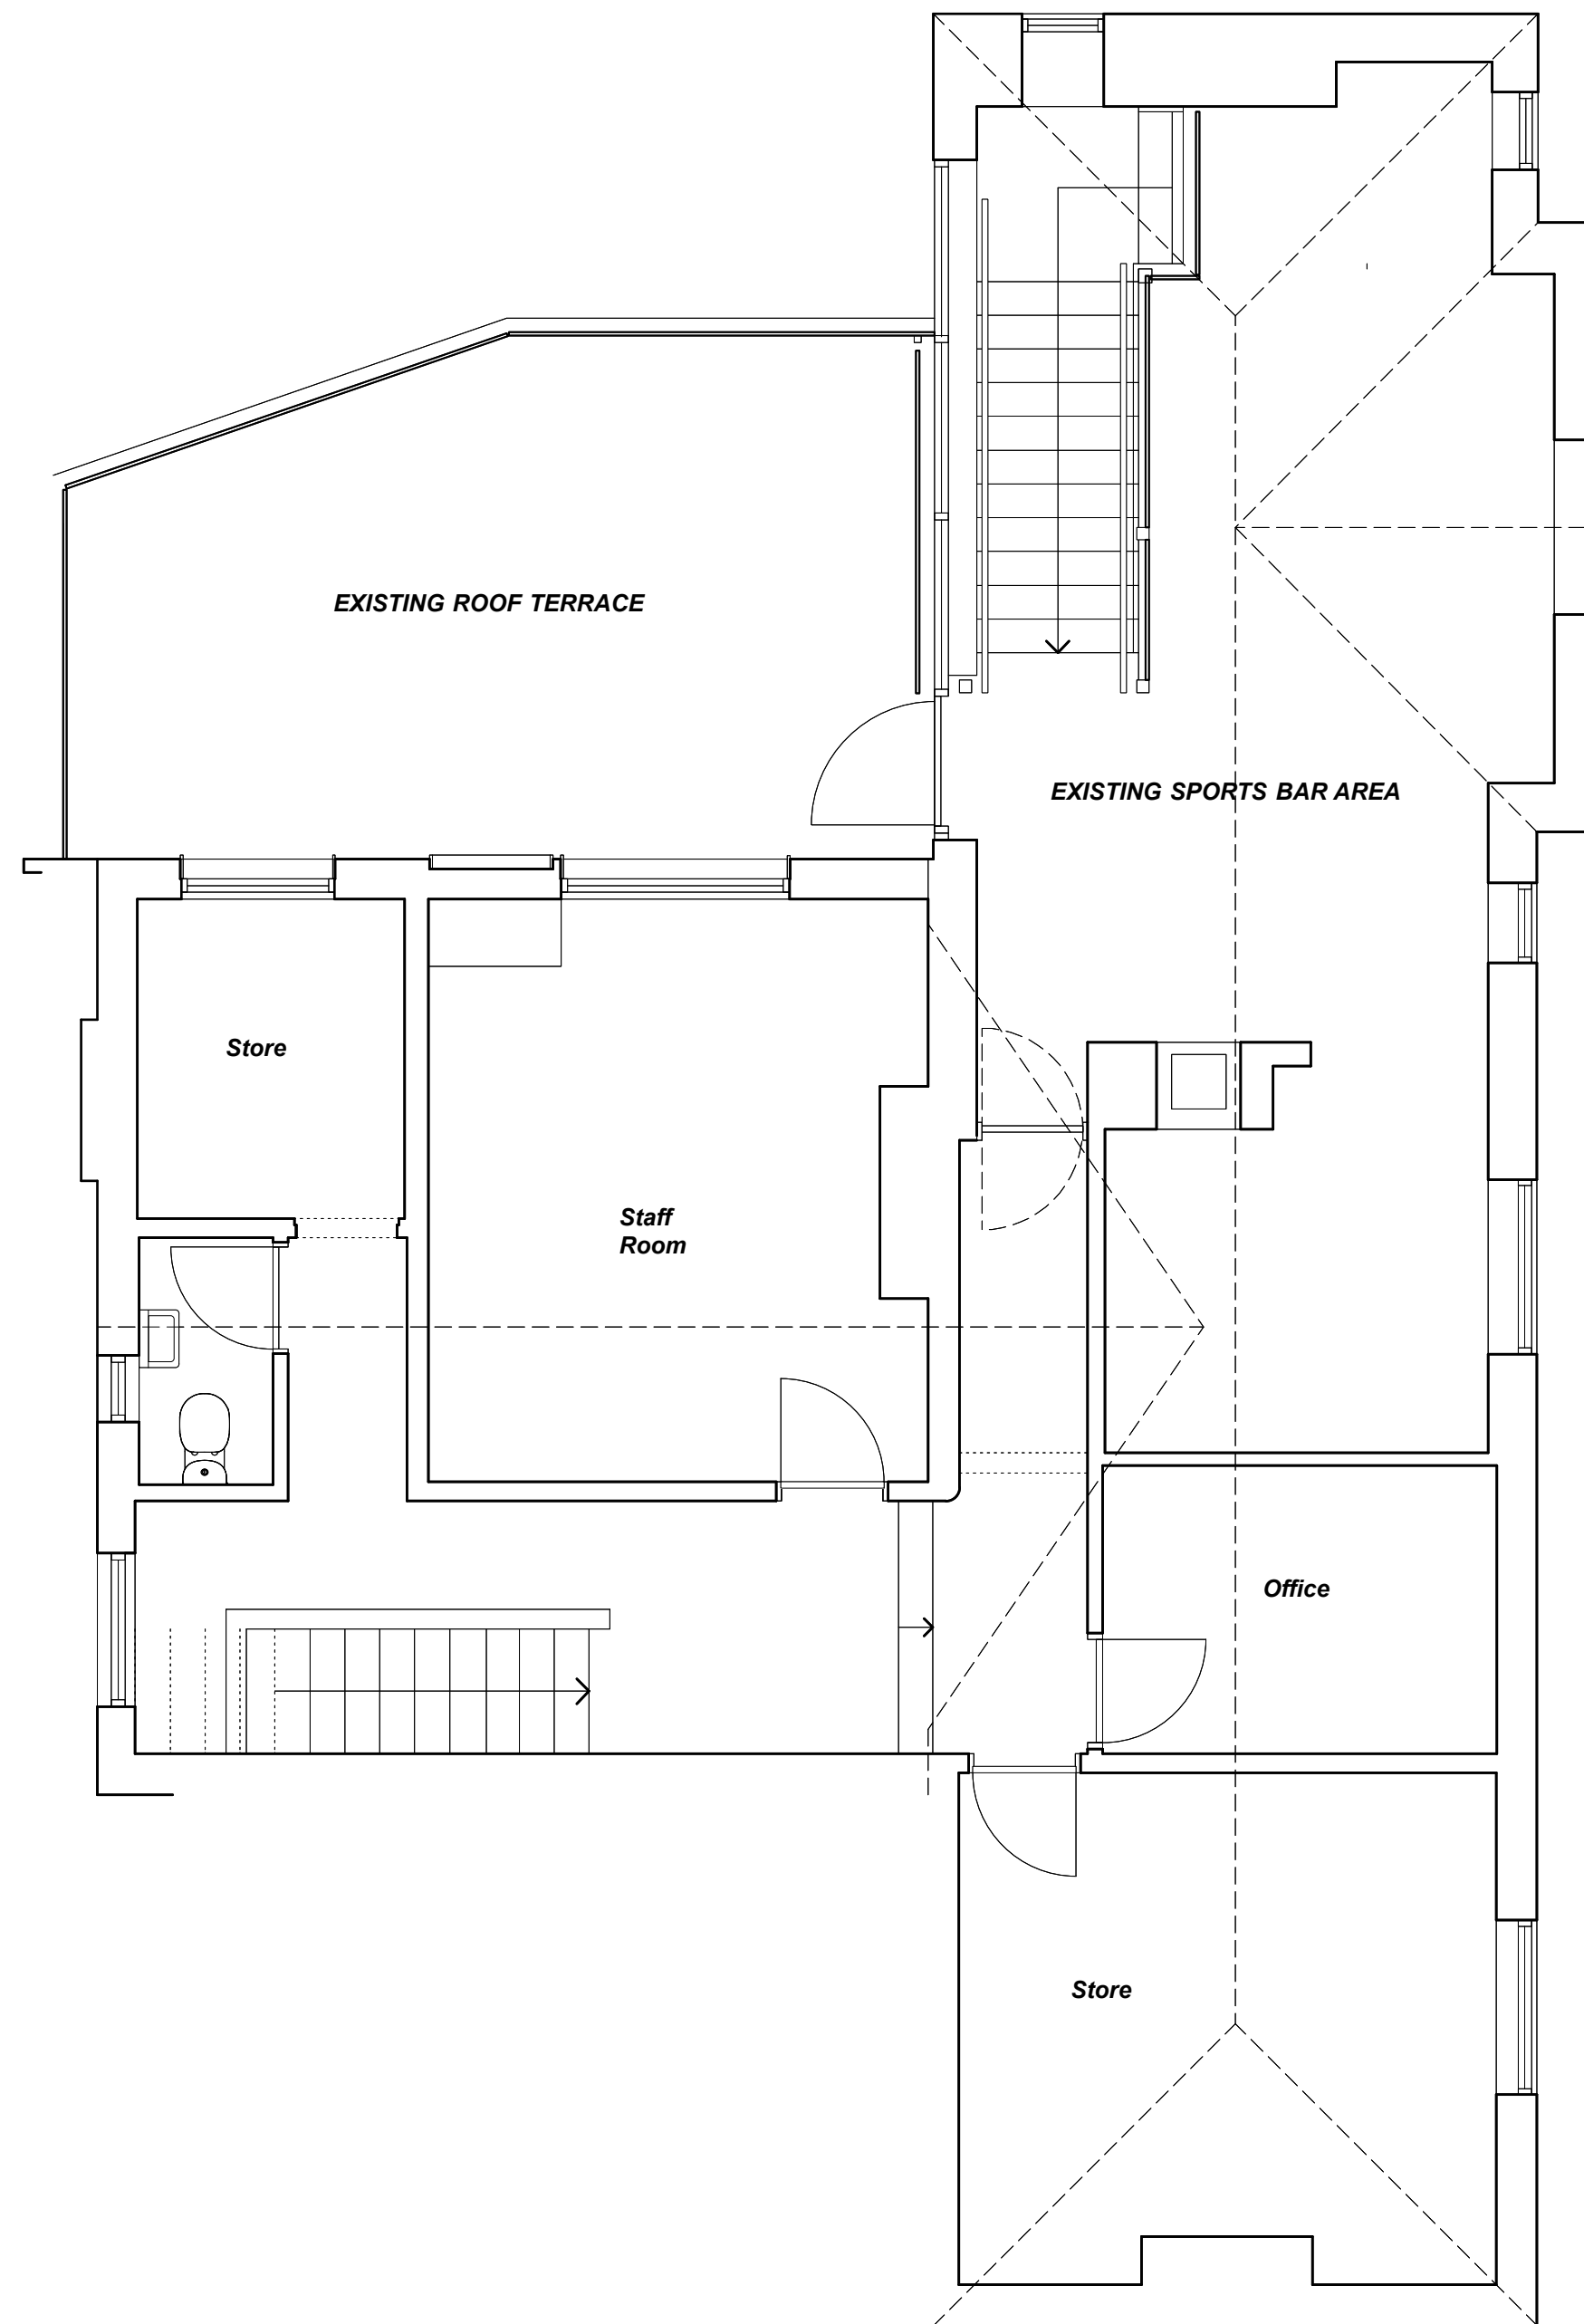 EXISTING ROOF TERRACE
EXISTING SPORTS BAR AREA
Store
Staff
Room
Office
Store